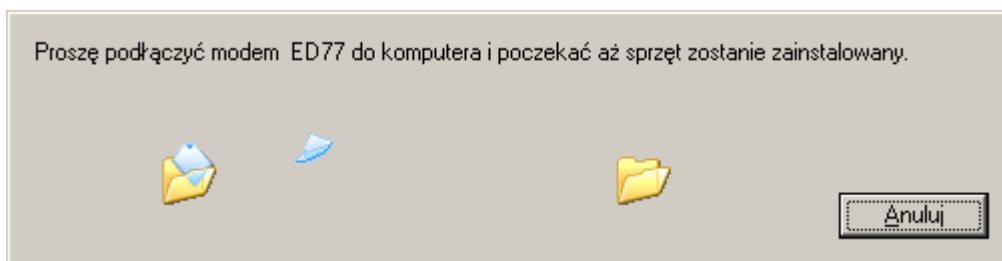 Proszę podłączyć modem ED77 do komputera i poczekać aż sprzęt zostanie zainstalowany.
Anuluj